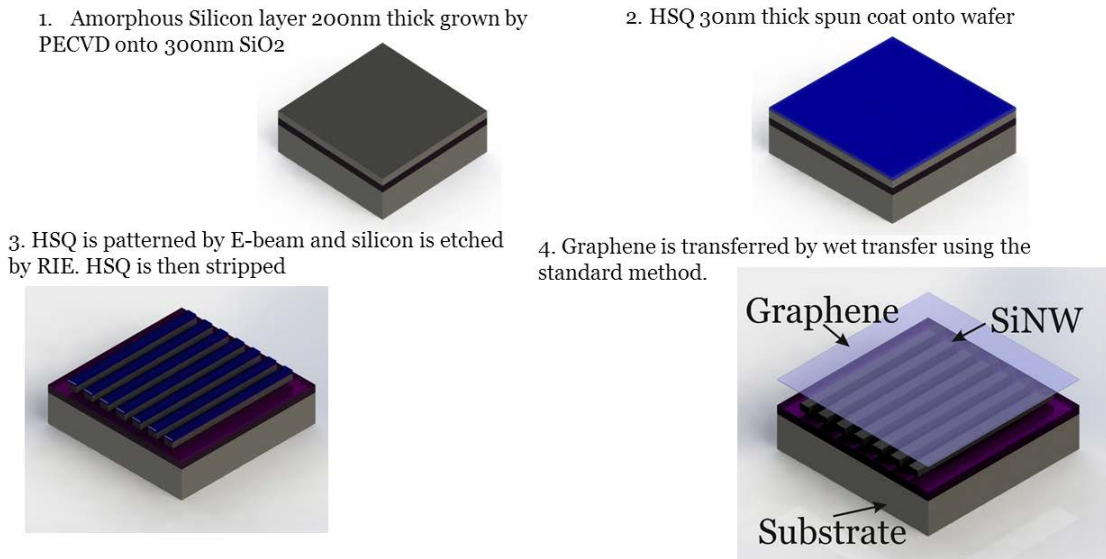 1. Amorphous Silicon layer 200nm thick grown by
PECVD onto 300nm SiO2
2. HSQ 30nm thick spun coat onto wafer
3. HSQ is patterned by E-beam and silicon is etched
by RIE. HSQ is then stripped
4. Graphene is transferred by wet transfer using the
standard method.
Graphene
SiNW
Substrate